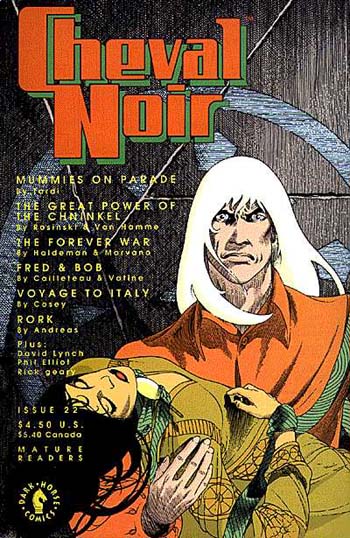 Cheval
Noir
TM
MUMMIES ON PARADE
By Tardi
THE GREAT POWER OF
THE CHNINKEL
By Rosinski & Van Hamme
THE FOREVER WAR
By Haldeman & Marvano
FRED & BOB
By Cailleteau & Vatine
VOYAGE TO ITALY
By Cosey
RORK
By Andreas
Plus:
David Lynch
Phil Elliot
Rick geary
ISSUE 22
$4.50 U.S.
$5.40 Canada
MATURE
READERS
DARK HORSE
COMICS